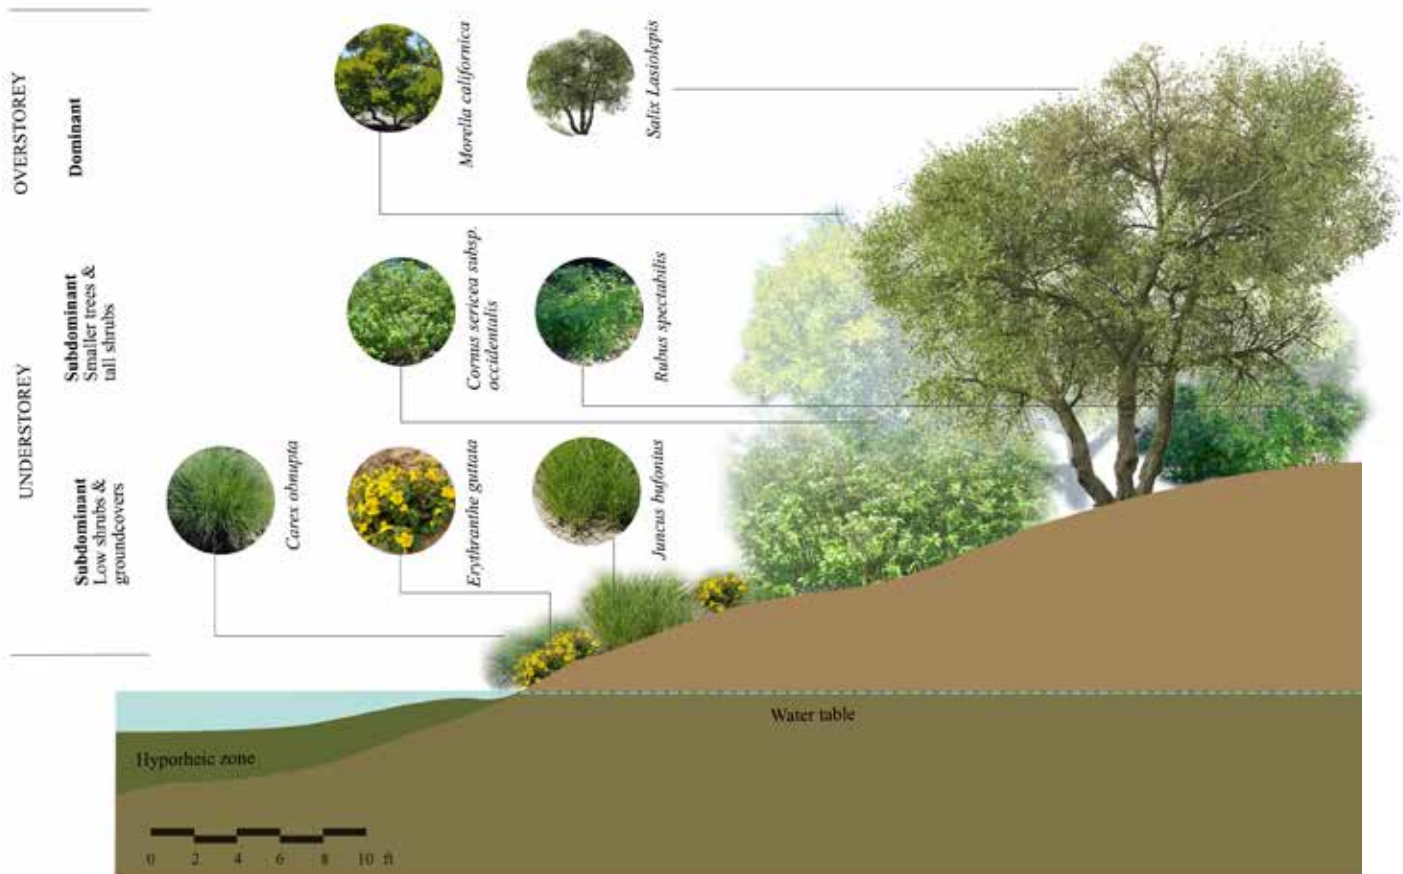 OVERSTOREY
Dominant
Morella californica
Salix Lasiolepis
UNDERSTOREY
Subdominant
Smaller trees &
tall shrubs
Cornus sericea subsp.
occidentalis
Rubus spectabilis
Subdominant
Low shrubs &
groundcovers
Carex obnupta
Erythranthe guttata
Juncus bufonius
Water table
Hyporheic zone
0 2 4 6 8 10 ft